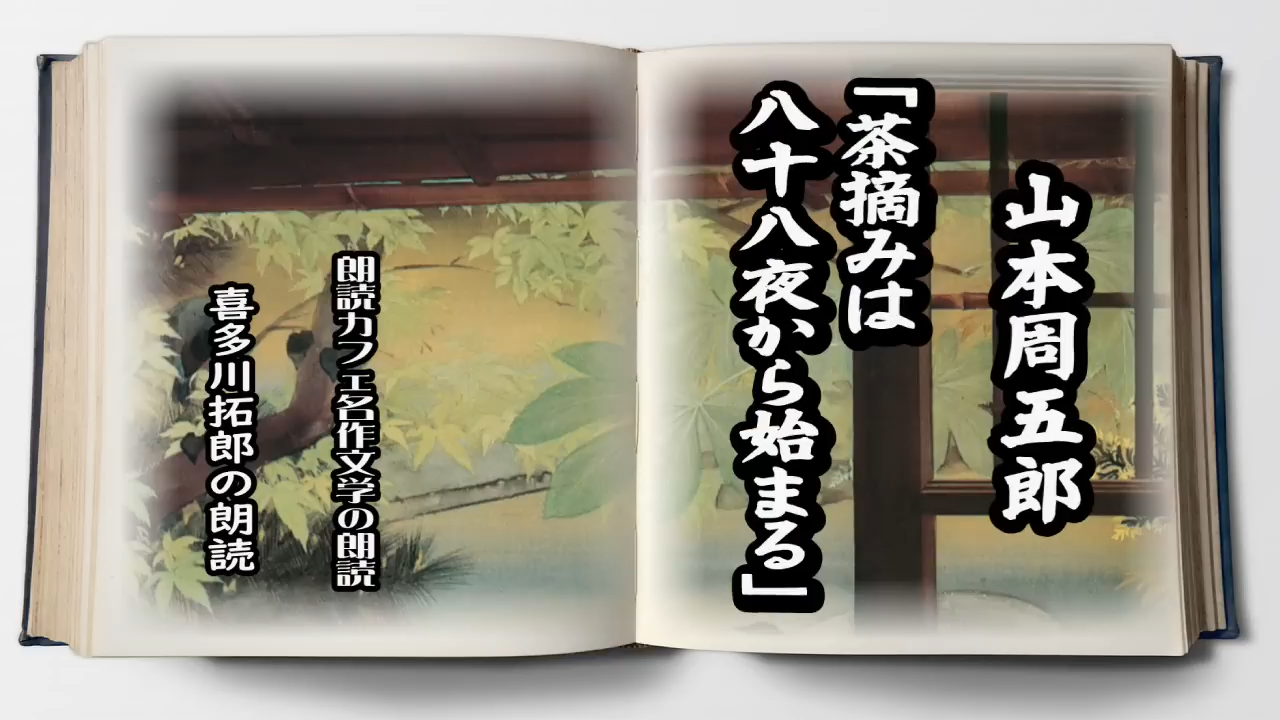 山本周五郎
「茶摘みは
八十八夜から始まる」
朗読カフェ名作文学の朗読
喜多川拓郎の朗読